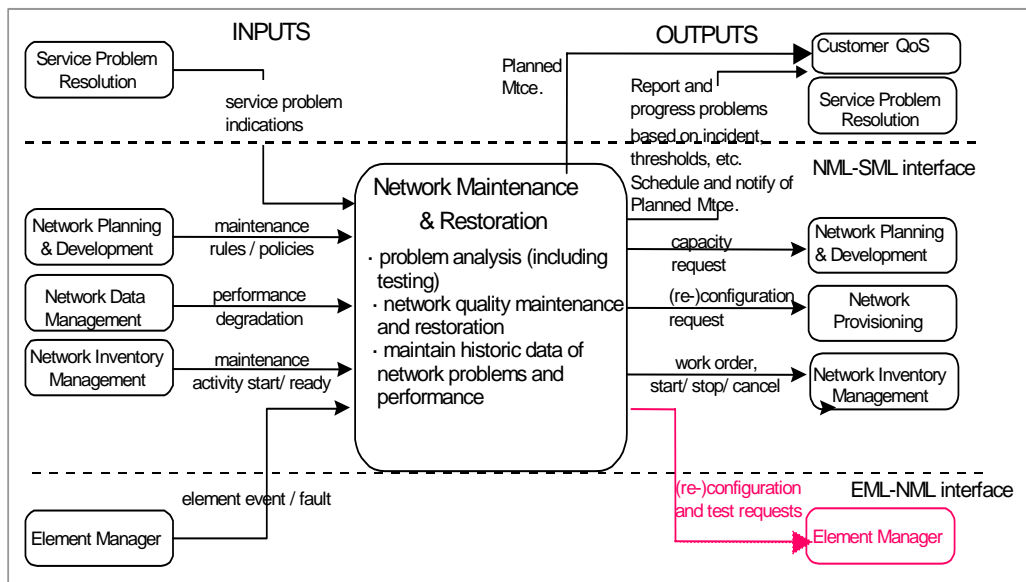 INPUTS
OUTPUTS
Service Problem
Resolution
service problem
indications
Planned
Mtce.
Customer QoS
Report and
progress problems
based on incident,
thresholds, etc.
Schedule and notify of
Planned Mtce.
Service Problem
Resolution
NML-SML interface
Network Maintenance
& Restoration
· problem analysis (including
testing)
· network quality maintenance
and restoration
· maintain historic data of
network problems and
performance
Network Planning
& Development
maintenance
rules / policies
Network Data
Management
performance
degradation
Network Inventory
Management
maintenance
activity start/ ready
capacity
request
Network Planning
& Development
(re-)configuration
request
Network
Provisioning
work order,
start/ stop/ cancel
Network Inventory
Management
element event / fault
Element Manager
(re-)configuration
and test requests
EML-NML interface
Element Manager